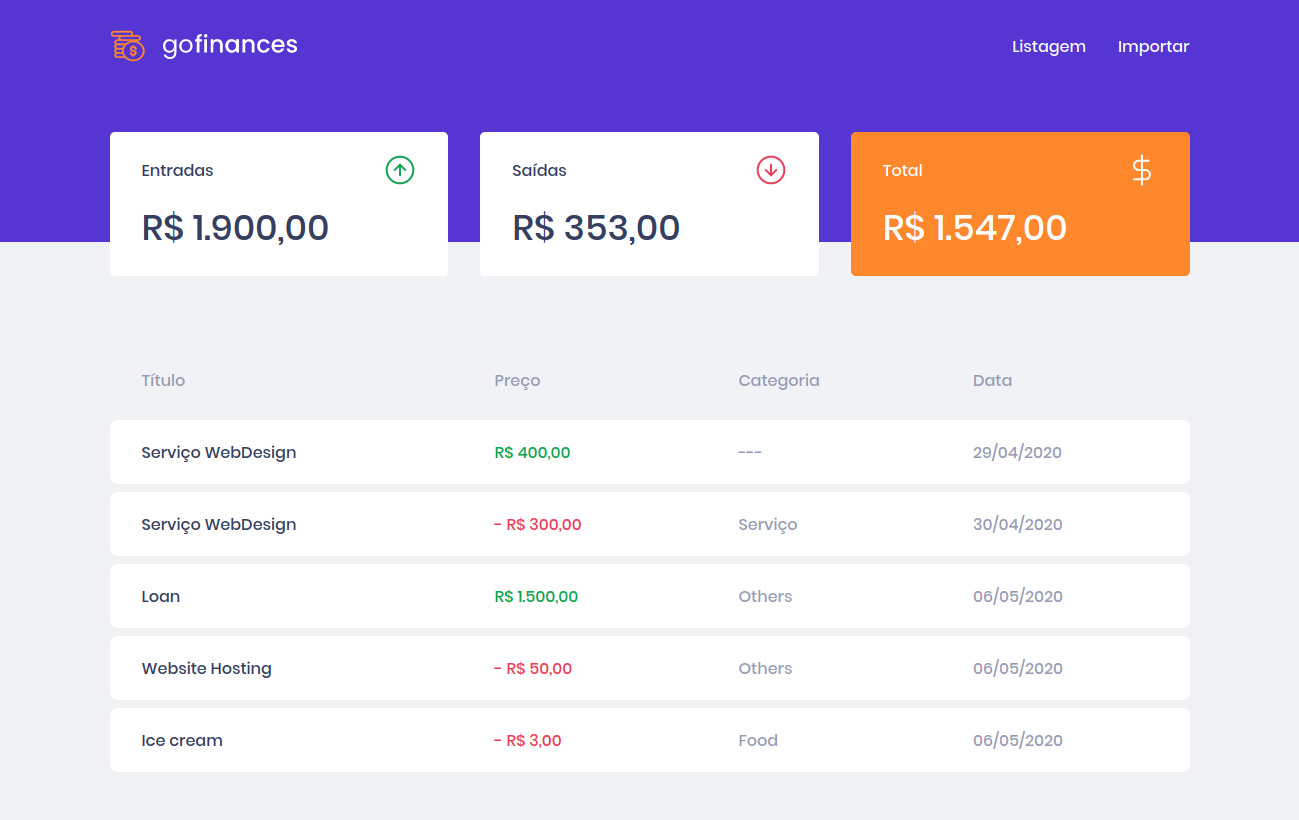 gofinances Listagem Importar
Entradas Saídas Total
R$ 1.900,00 R$ 353,00 R$ 1.547,00
Título Preço Categoria Data
Serviço WebDesign R$ 400,00 --- 29/04/2020
Serviço WebDesign - R$ 300,00 Serviço 30/04/2020
Loan R$ 1.500,00 Others 06/05/2020
Website Hosting - R$ 50,00 Others 06/05/2020
Ice cream - R$ 3,00 Food 06/05/2020